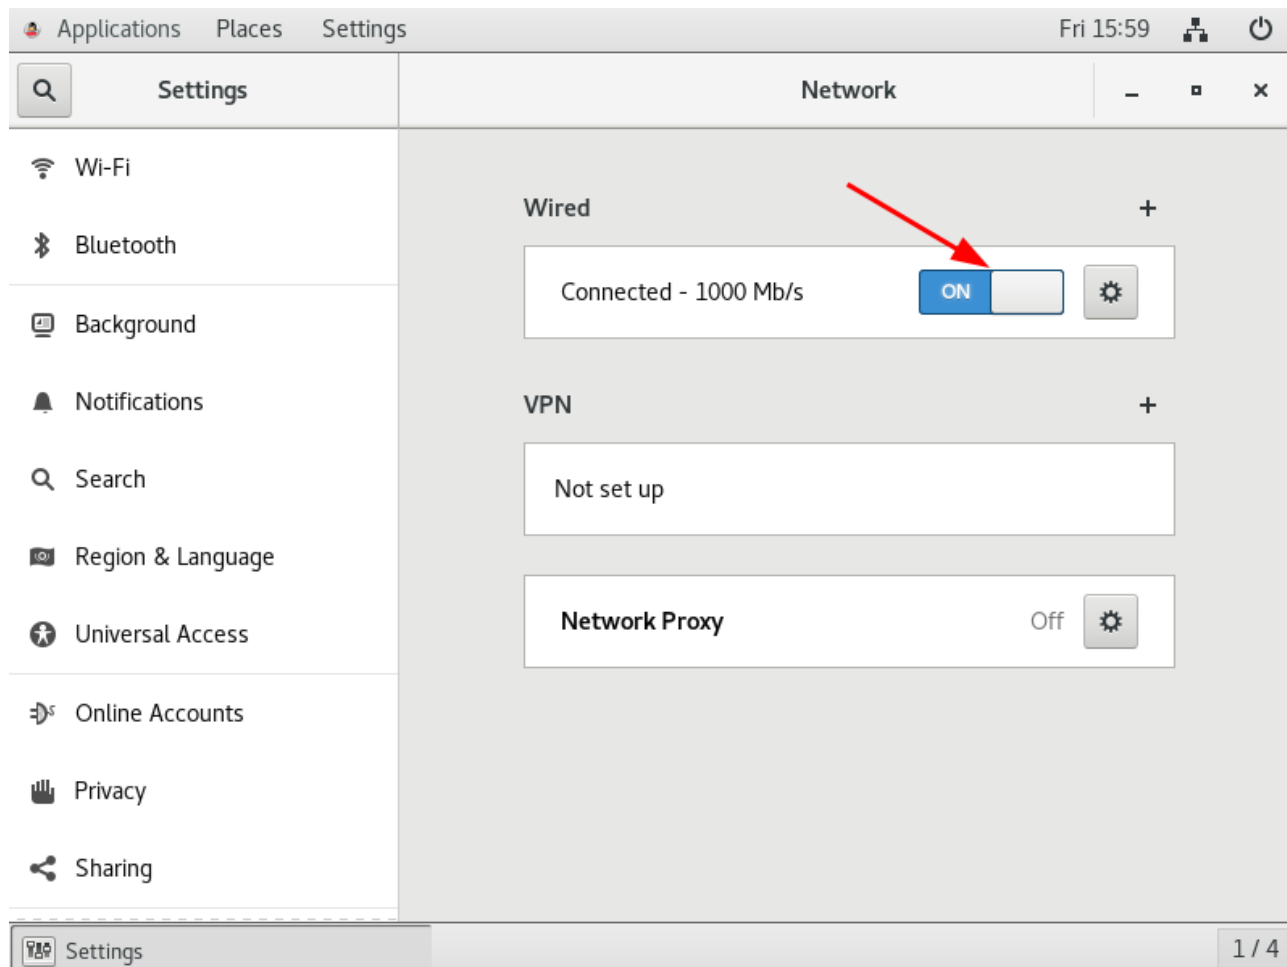 Applications Places Settings Fri 15:59
Settings
Network
Wi-Fi
Bluetooth
Background
Notifications
Search
Region & Language
Universal Access
Online Accounts
Privacy
Sharing
Wired
Connected - 1000 Mb/s ON
VPN
Not set up
Network Proxy Off
Settings 1 / 4